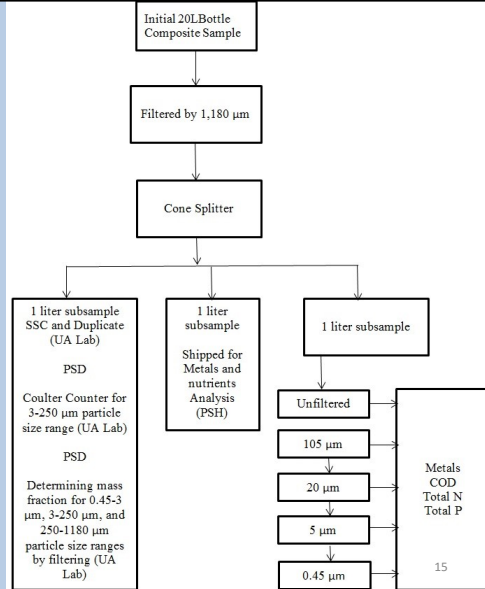 Initial 20LBottle
Composite Sample
Filtered by 1,180 µm
Cone Splitter
1 liter subsample
SSC and Duplicate
(UA Lab)
PSD
Coulter Counter for
3-250 µm particle
size range (UA Lab)
PSD
Determining mass
fraction for 0.45-3
µm, 3-250 µm, and
250-1180 µm
particle size ranges
by filtering (UA
Lab)
1 liter
subsample
Shipped for
Metals and
nutrients
Analysis
(PSH)
1 liter subsample
Unfiltered
105 µm
20 µm
5 µm
0.45 µm
Metals
COD
Total N
Total P
15